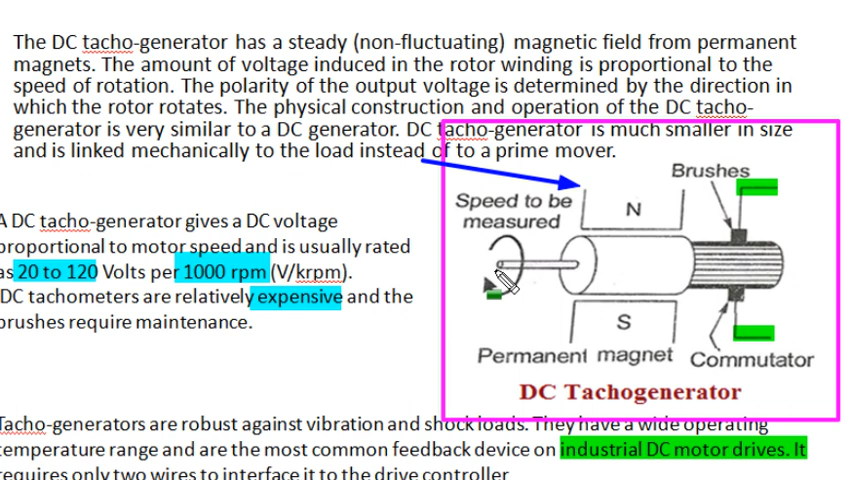 The DC tacho-generator has a steady (non-fluctuating) magnetic field from permanent
magnets. The amount of voltage induced in the rotor winding is proportional to the
speed of rotation. The polarity of the output voltage is determined by the direction in
which the rotor rotates. The physical construction and operation of the DC tacho-
generator is very similar to a DC generator. DC tacho-generator is much smaller in size
and is linked mechanically to the load instead of to a prime mover.
A DC tacho-generator gives a DC voltage
proportional to motor speed and is usually rated
as 20 to 120 Volts per 1000 rpm (V/krpm).
DC tachometers are relatively expensive and the
brushes require maintenance.
Brushes
Speed to be
measured
N
S
Permanent magnet
Commutator
DC Tachogenerator
Tacho-generators are robust against vibration and shock loads. They have a wide operating
temperature range and are the most common feedback device on industrial DC motor drives. It
requires only two wires to interface it to the drive controller